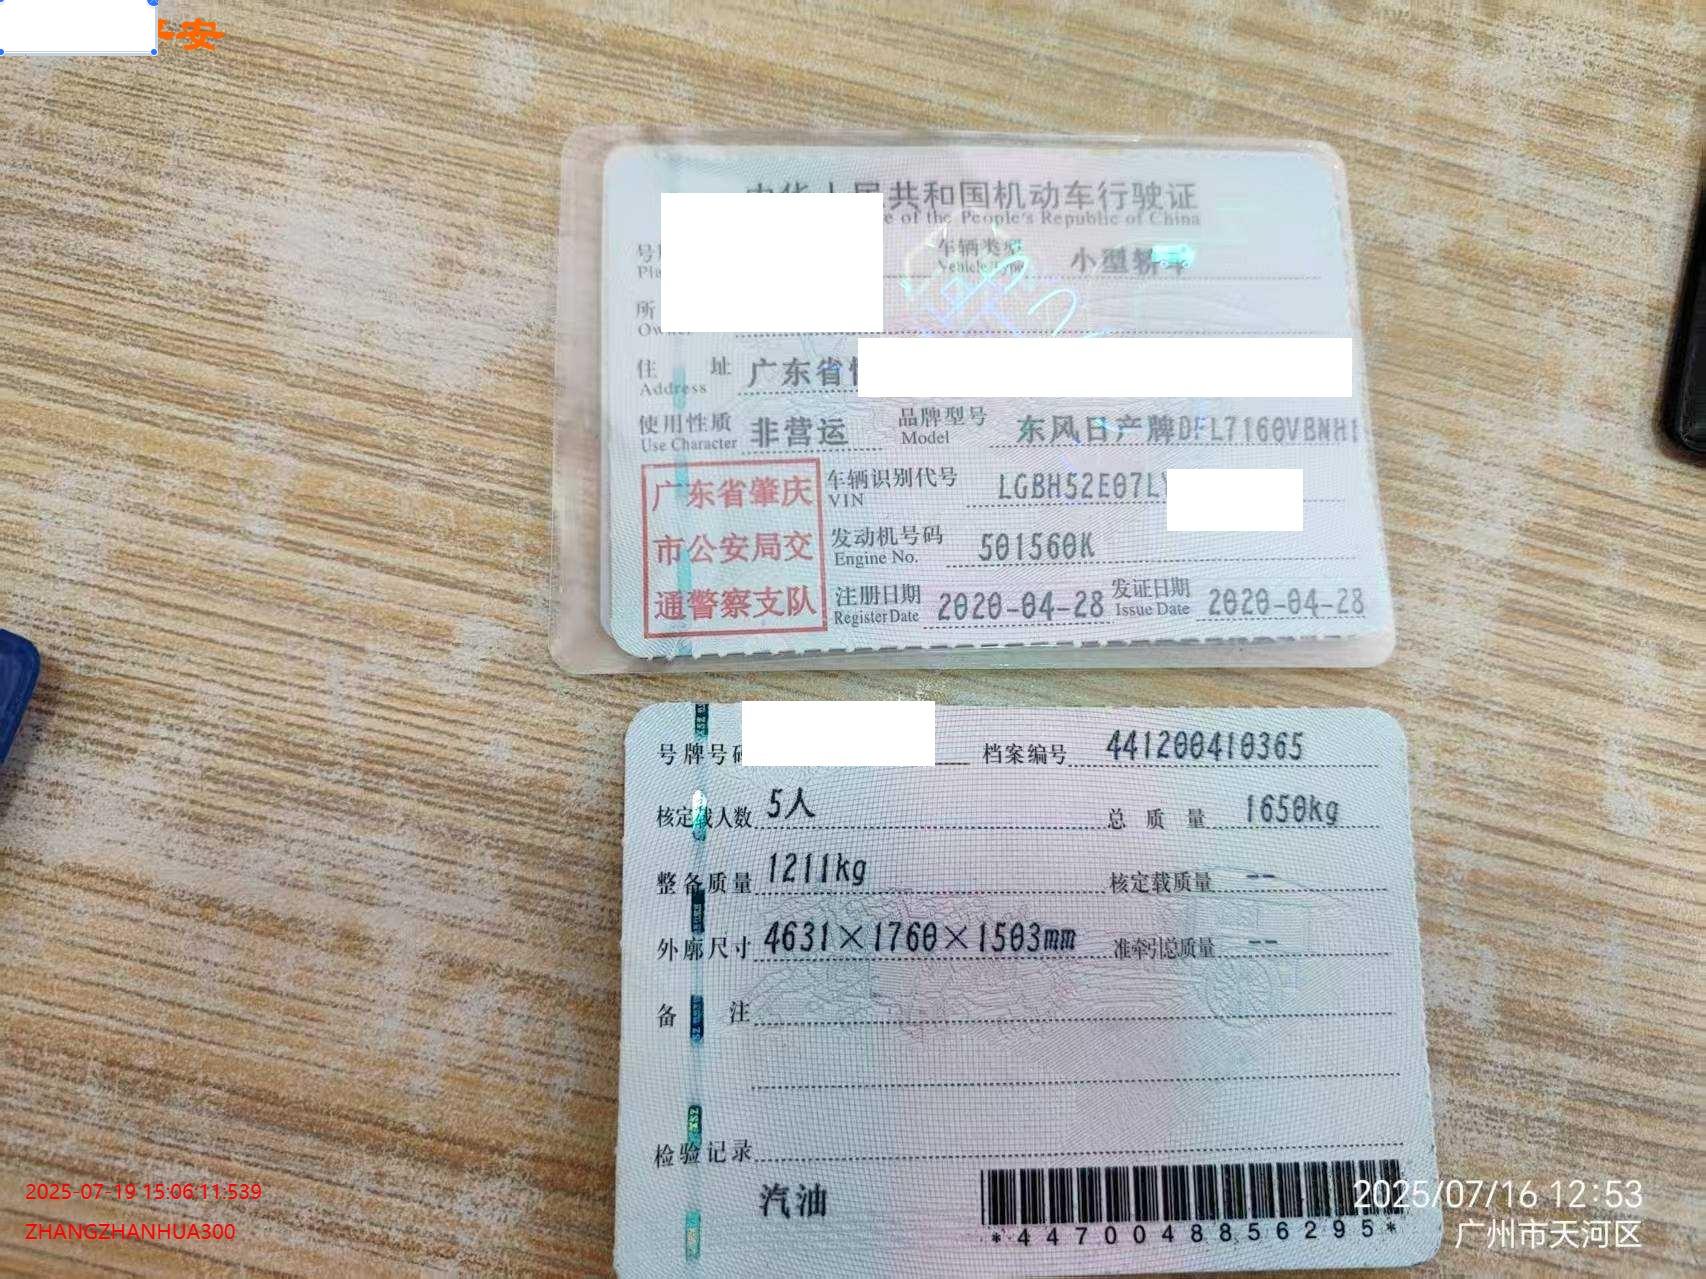 安
中华人民共和国机动车行驶证
e of the People's Republic of China
号
车辆类型
Vehicle Type
小型轿车
所
Owner
住 址 广东省
Address
使用性质 非营运 品牌型号 东风日产牌DFL7160VBNH1
Use Character Model
广东省肇庆
市公安局交
通警察支队
车辆识别代号 LGBH52E07L
VIN
发动机号码 501560K
Engine No.
注册日期 2020-04-28 发证日期 2020-04-28
Register Date Issue Date
号牌号 档案编号 441200410365
核定载人数 5人 总质量 1650kg
整备质量 1211kg 核定载质量 --
外廓尺寸 4631×1760×1503mm 准牵引总质量 --
备 注
检验记录
汽油
*4470048856295*
2025-07-19 15:06:11:539
ZHANGZHANHUA300
2025/07/16 12:53
广州市天河区